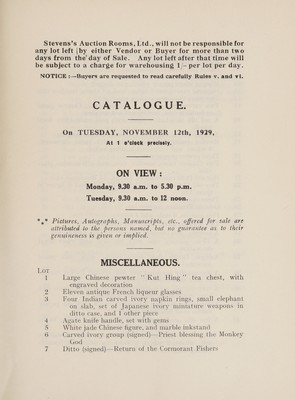 Stevens's Auction Rooms, Ltd., will not be responsible for
any lot left by either Vendor or Buyer for more than two
days from the day of Sale. Any lot left after that time will
be subject to a charge for warehousing 1/- per lot per day.
NOTICE :—Buyers are requested to read carefully Rules v. and vi.
CATALOGUE.
On TUESDAY, NOVEMBER 12th, 1929,
At 1 o'clock precisely.
ON VIEW :
Monday, 9.30 a.m. to 5.30 p.m.
Tuesday, 9.30 a.m. to 12 noon.
*** Pictures, Autographs, Manuscripts, etc., offered for sale are
attributed to the persons named, but no guarantee as to their
genuineness is given or implied.
MISCELLANEOUS.
Lot
1 Large Chinese pewter "Kut Hing" tea chest, with
engraved decoration
2 Eleven antique French liqueur glasses
3 Four Indian carved ivory napkin rings, small elephant
on slab, set of Japanese ivory miniature weapons in
ditto case, and 1 other piece
4 Agate knife handle, set with gems
5 White jade Chinese figure, and marble inkstand
6 Carved ivory group (signed)—Priest blessing the Monkey
God
7 Ditto (signed)—Return of the Cormorant Fishers